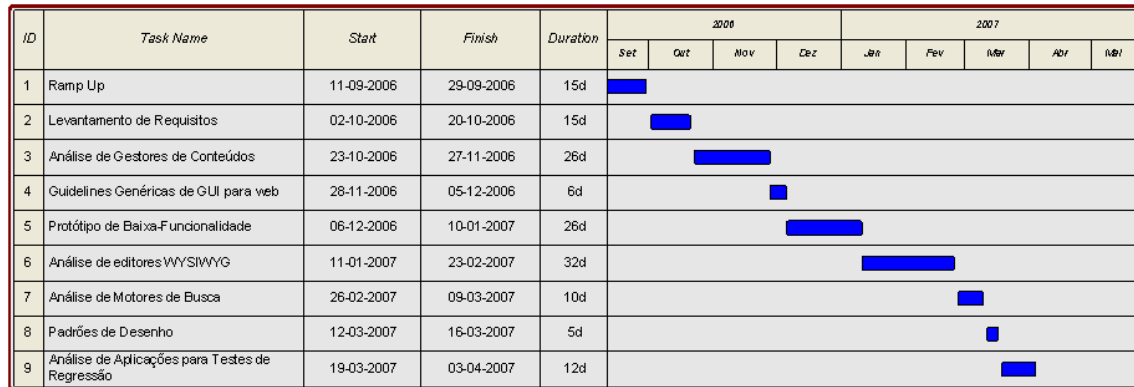 ID Task Name Start Finish Duration 2006 2007
Set Out Nov Dez Jan Fev Mar Abr Mai
1 Ramp Up 11-09-2006 29-09-2006 15d
2 Levantamento de Requisitos 02-10-2006 20-10-2006 15d
3 Análise de Gestores de Conteúdos 23-10-2006 27-11-2006 26d
4 Guidelines Genéricas de GUI para web 28-11-2006 05-12-2006 6d
5 Protótipo de Baixa-Funcionalidade 06-12-2006 10-01-2007 26d
6 Análise de editores WYSIWYG 11-01-2007 23-02-2007 32d
7 Análise de Motores de Busca 26-02-2007 09-03-2007 10d
8 Padrões de Desenho 12-03-2007 16-03-2007 5d
9 Análise de Aplicações para Testes de
Regressão 19-03-2007 03-04-2007 12d